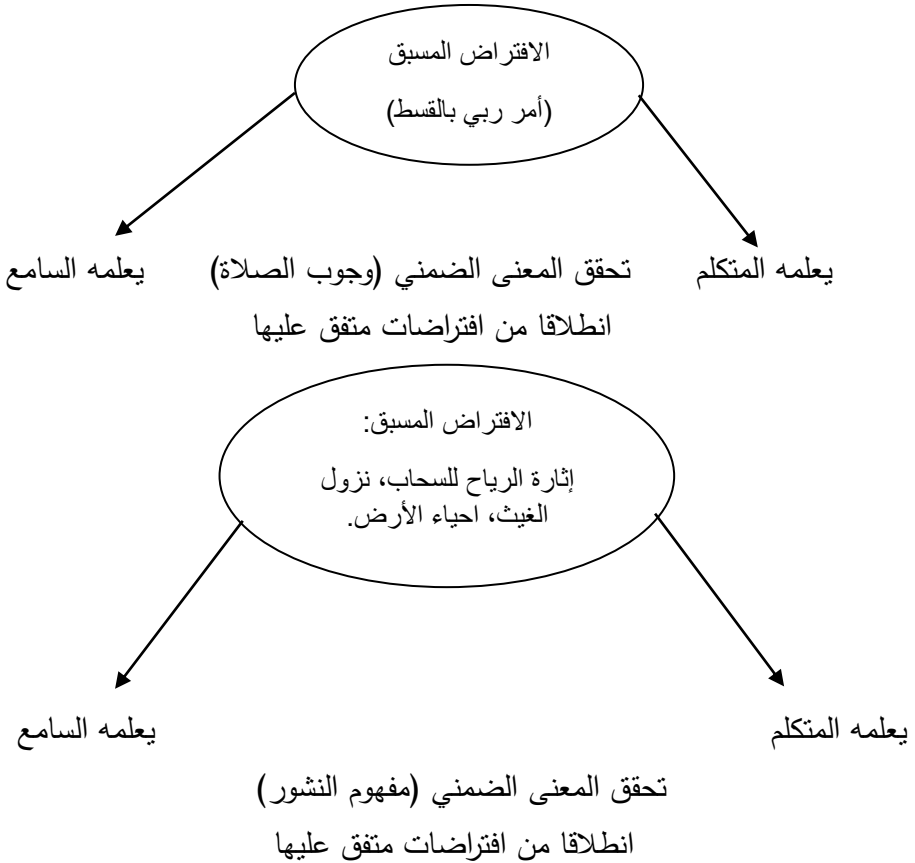 الافتراض المسبق
(أمر ربي بالقسط)
يعلمه المتكلم تحقق المعنى الضمني (وجوب الصلاة) يعلمه السامع
انطلاقا من افتراضات متفق عليها
الافتراض المسبق:
إثارة الرياح للسحاب، نزول
الغيث، احياء الأرض.
يعلمه المتكلم يعلمه السامع
تحقق المعنى الضمني (مفهوم النشور)
انطلاقا من افتراضات متفق عليها